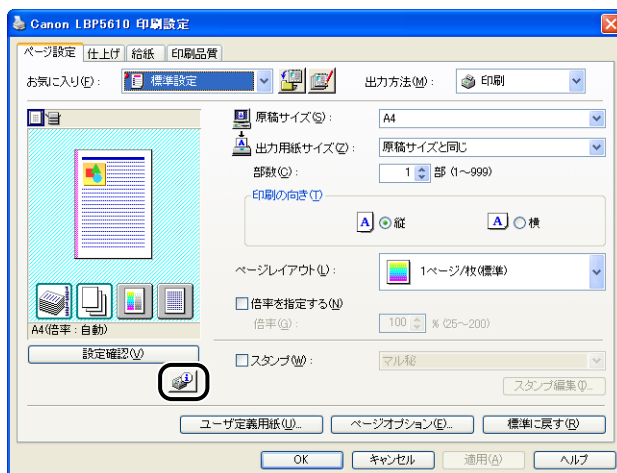 Canon LBP5610 印刷設定
ページ設定 仕上げ 給紙 印刷品質
お気に入り(F): 標準設定 出力方法(M): 印刷
原稿サイズ(S): A4
出力用紙サイズ(Z): 原稿サイズと同じ
部数(C): 1 部 (1～999)
印刷の向き(T)
A 縦 A 横
ページレイアウト(L): 1ページ/枚(標準)
倍率を指定する(N)
倍率(G): 100 % (25～200)
A4(倍率:自動)
設定確認(V)
スタンプ(W): マル秘
スタンプ編集(I)...
ユーザ定義用紙(U)... ページオプション(E)... 標準に戻す(R)
OK キャンセル 適用(A) ヘルプ